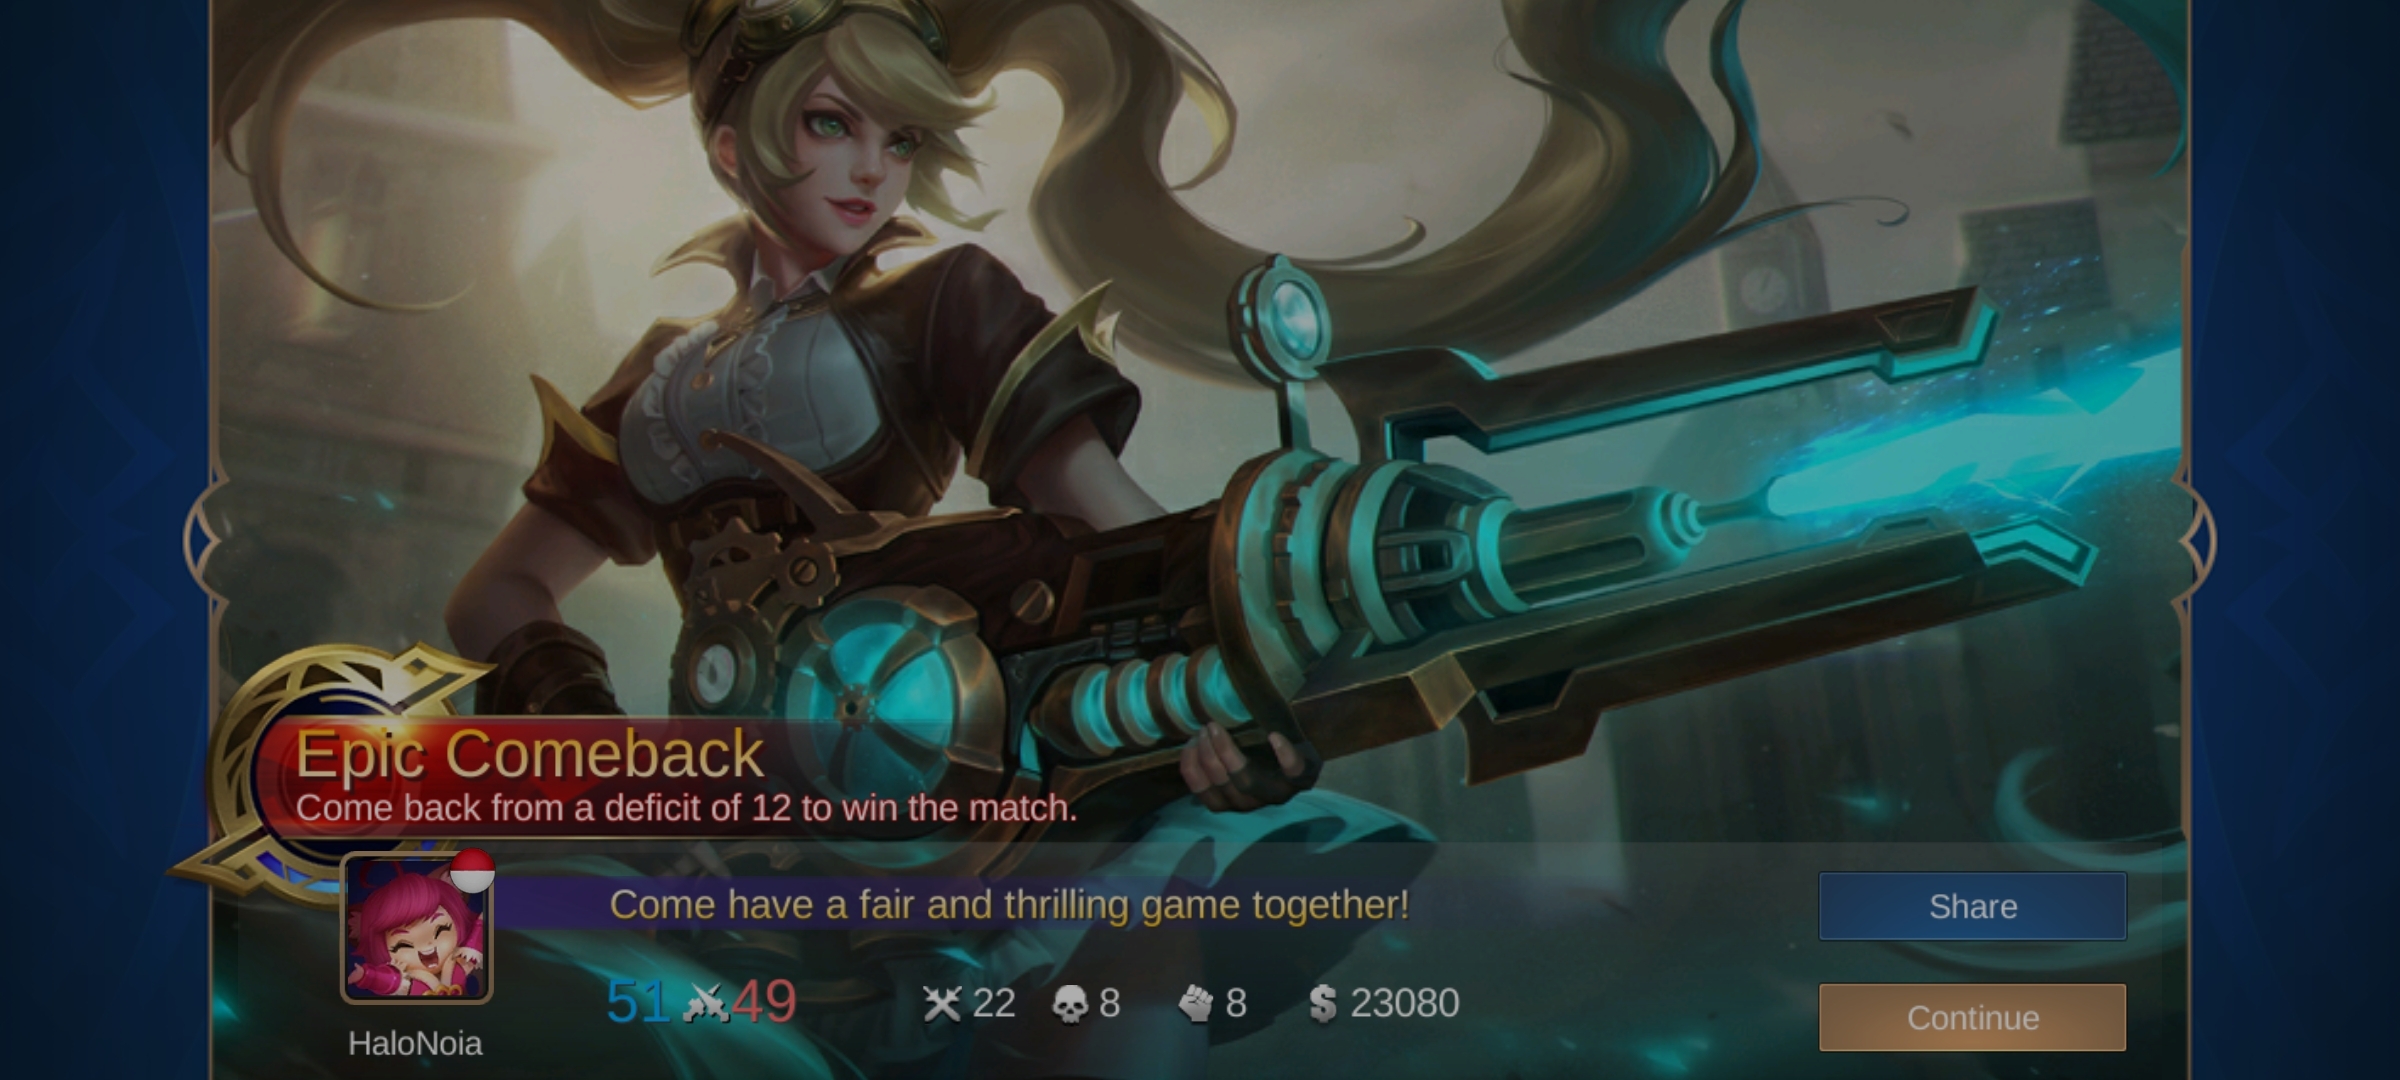 Epic Comeback
Come back from a deficit of 12 to win the match.
Come have a fair and thrilling game together!
Share
51 49 22 8 8 $ 23080
Continue
HaloNoia